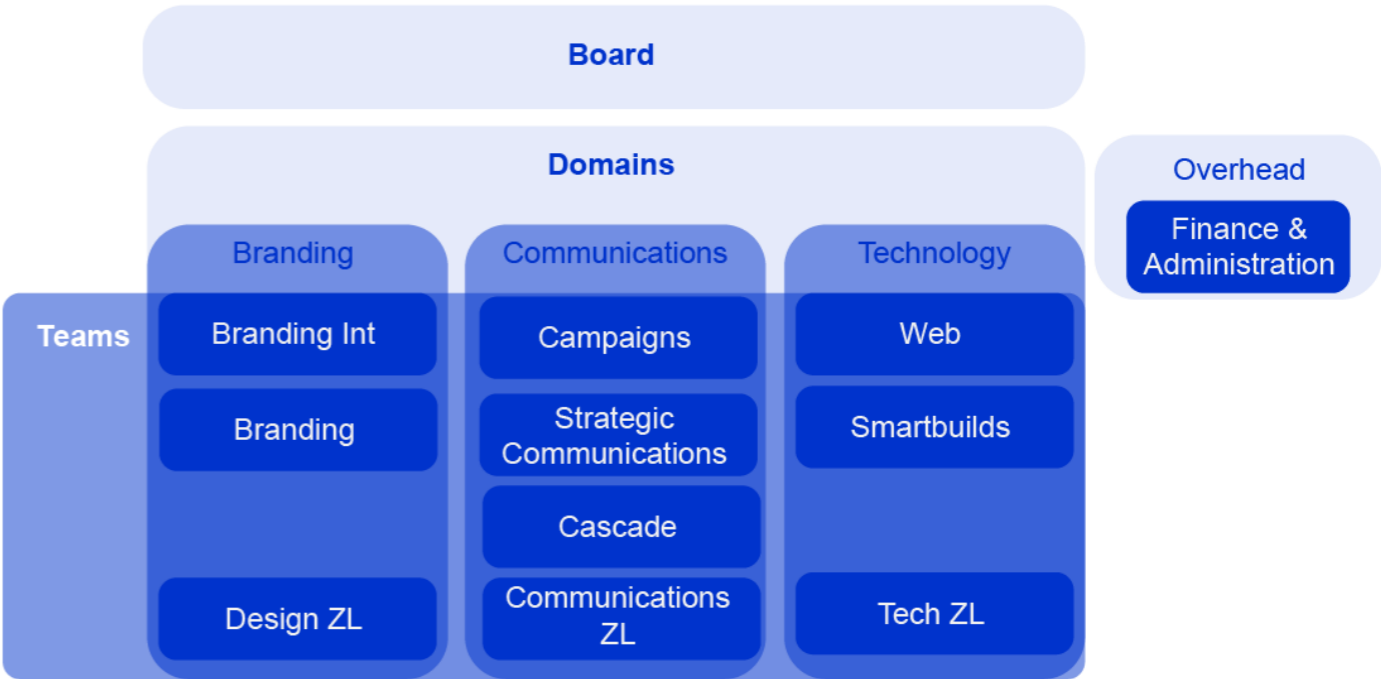 Board
Domains
Overhead
Finance &
Administration
Branding
Communications
Technology
Teams
Branding Int
Campaigns
Web
Branding
Strategic
Communications
Smartbuilds
Cascade
Design ZL
Communications
ZL
Tech ZL